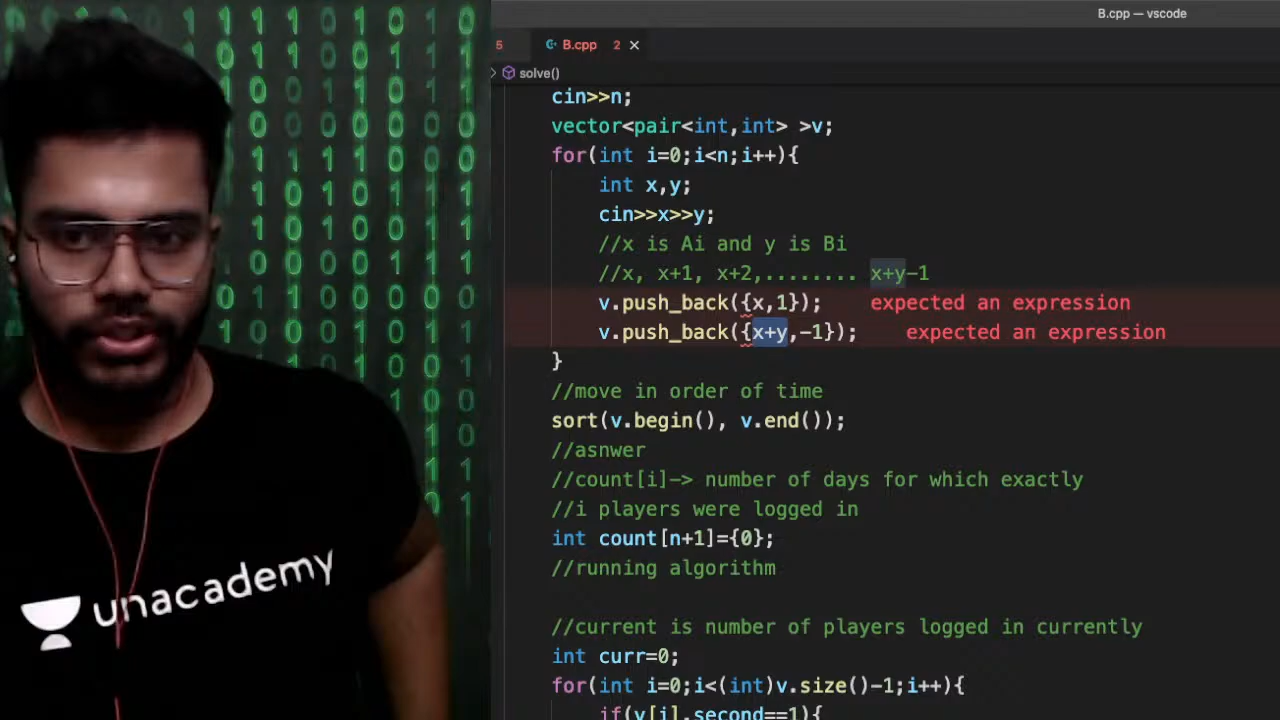 B.cpp — vscode
5 B.cpp 2
solve()
cin>>n;
vector<pair<int,int> >v;
for(int i=0;i<n;i++){
int x,y;
cin>>x>>y;
//x is Ai and y is Bi
//x, x+1, x+2,........ x+y-1
v.push_back({x,1}); expected an expression
v.push_back({x+y,-1}); expected an expression
}
//move in order of time
sort(v.begin(), v.end());
//asnwer
//count[i]-> number of days for which exactly
//i players were logged in
int count[n+1]={0};
//running algorithm
//current is number of players logged in currently
int curr=0;
for(int i=0;i<(int)v.size()-1;i++){
if(v[i].second==1){
unacademy